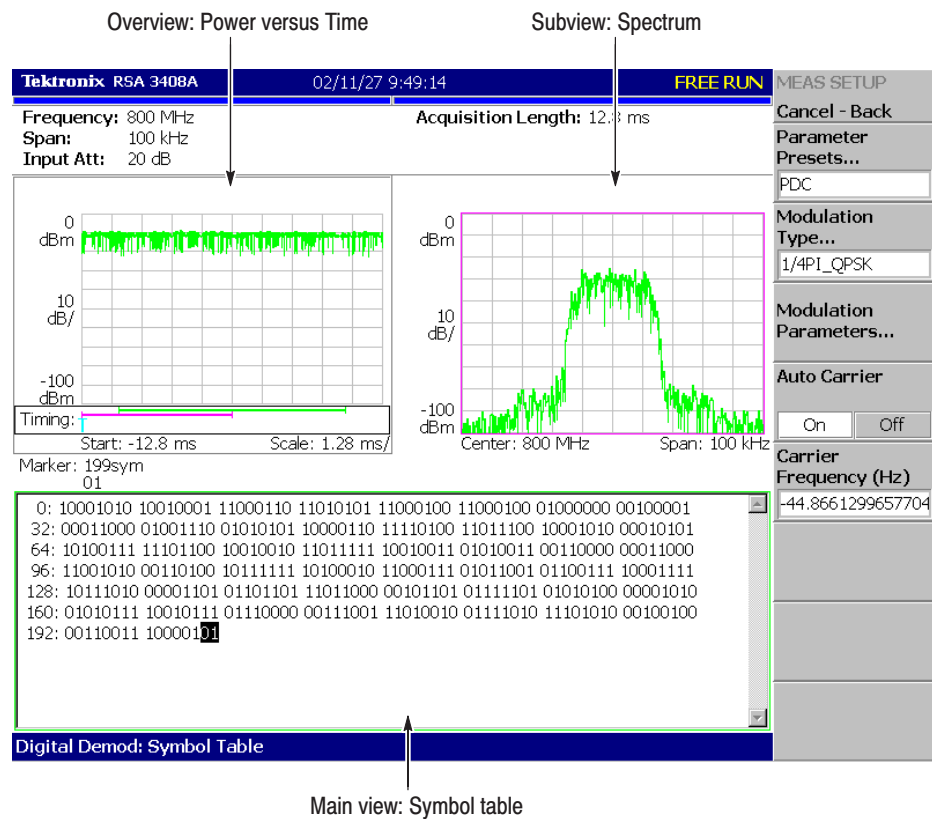 Overview: Power versus Time
Subview: Spectrum
Tektronix RSA 3408A 02/11/27 9:49:14 FREE RUN
Frequency: 800 MHz Acquisition Length: 12.8 ms
Span: 100 kHz
Input Att: 20 dB
0
dBm
10
dB/
-100
dBm
Timing:
Start: -12.8 ms Scale: 1.28 ms/
0
dBm
10
dB/
-100
dBm
Center: 800 MHz Span: 100 kHz
Marker: 199sym
01
0: 10001010 10010001 11000110 11010101 11000100 11000100 01000000 00100001
32: 00011000 01001110 01010101 10000110 11110100 11011100 10001010 00010101
64: 10100111 11101100 10010010 11011111 10010011 01010011 00110000 00011000
96: 11001010 00110100 10111111 10100010 11000111 01011001 01100111 10001111
128: 10111010 00001101 01101101 11011000 00101101 01111101 01010100 00001010
160: 01010111 10010111 01110000 00111001 11010010 01111010 11101010 00100100
192: 00110011 10000101
Digital Demod: Symbol Table
MEAS SETUP
Cancel - Back
Parameter
Presets...
PDC
Modulation
Type...
1/4PI_QPSK
Modulation
Parameters...
Auto Carrier
On Off
Carrier
Frequency (Hz)
-44.8661299657704
Main view: Symbol table